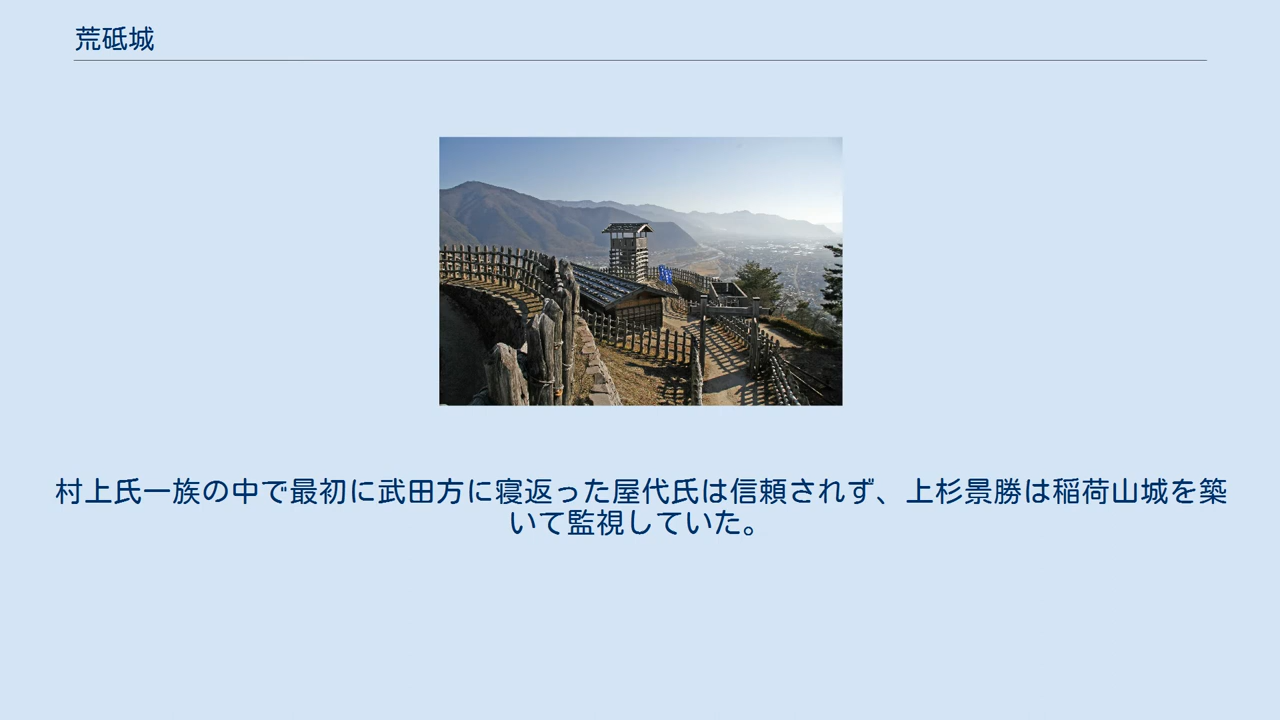 荒砥城
村上氏一族の中で最初に武田方に寝返った屋代氏は信頼されず、上杉景勝は稲荷山城を築
いて監視していた。